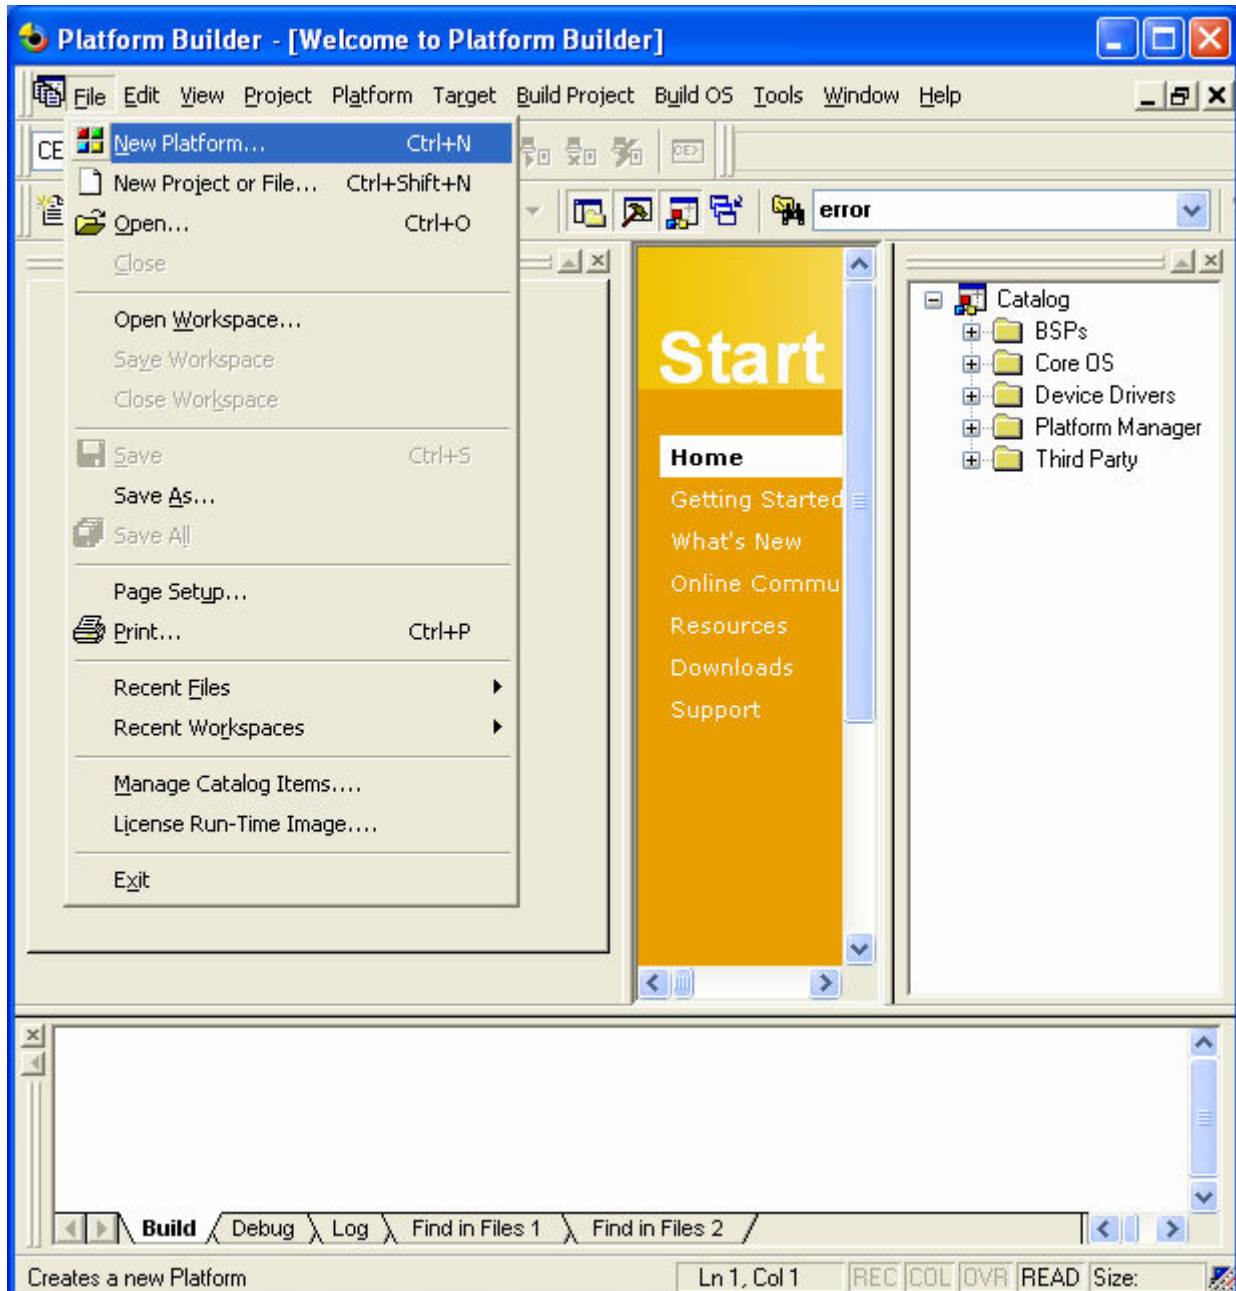 Platform Builder - [Welcome to Platform Builder]
File Edit View Project Platform Target Build Project Build OS Tools Window Help
CE
New Platform... Ctrl+N
CE>
New Project or File... Ctrl+Shift+N
Open... Ctrl+O
error
Close
Open Workspace...
Save Workspace
Close Workspace
Save Ctrl+S
Save As...
Save All
Page Setup...
Print... Ctrl+P
Recent Files
Recent Workspaces
Manage Catalog Items....
License Run-Time Image....
Exit
Start
Home
Getting Started
What's New
Online Commu
Resources
Downloads
Support
Catalog
BSPs
Core OS
Device Drivers
Platform Manager
Third Party
Build Debug Log Find in Files 1 Find in Files 2
Creates a new Platform Ln 1, Col 1 REC COL OVR READ Size: